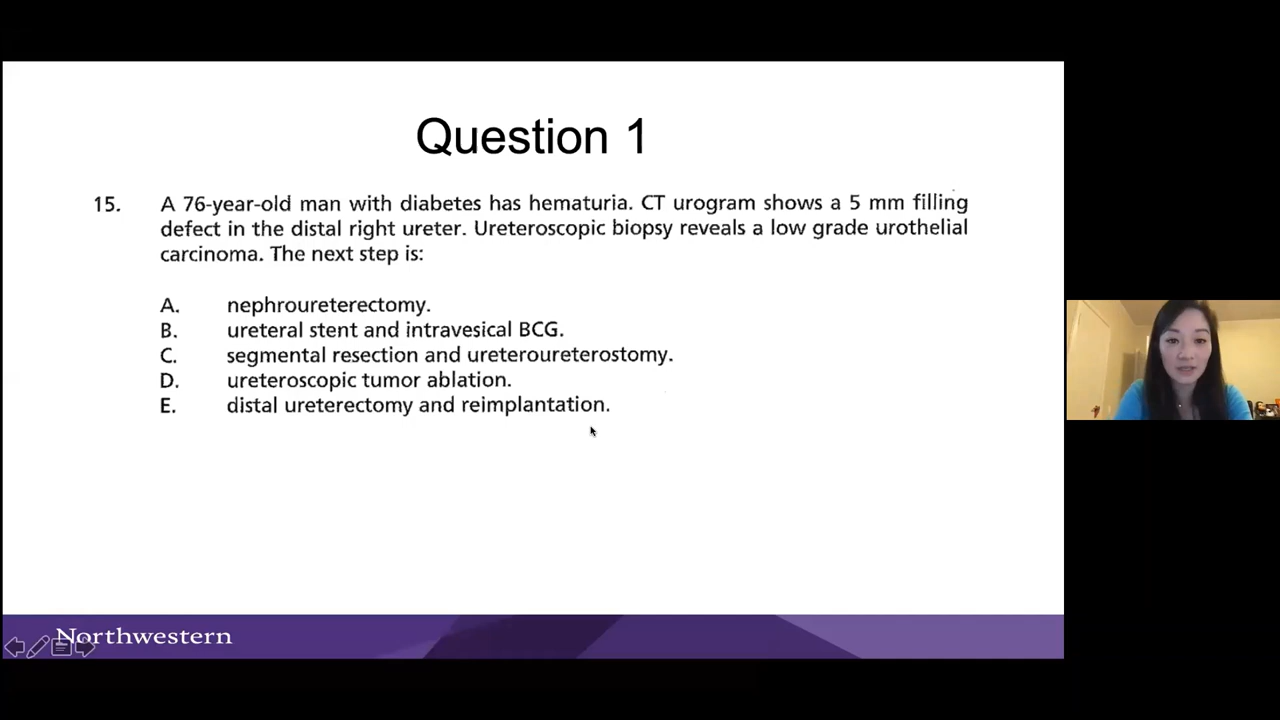 Question 1
15. A 76-year-old man with diabetes has hematuria. CT urogram shows a 5 mm filling
defect in the distal right ureter. Ureteroscopic biopsy reveals a low grade urothelial
carcinoma. The next step is:
A. nephroureterectomy.
B. ureteral stent and intravesical BCG.
C. segmental resection and ureteroureterostomy.
D. ureteroscopic tumor ablation.
E. distal ureterectomy and reimplantation.
Northwestern